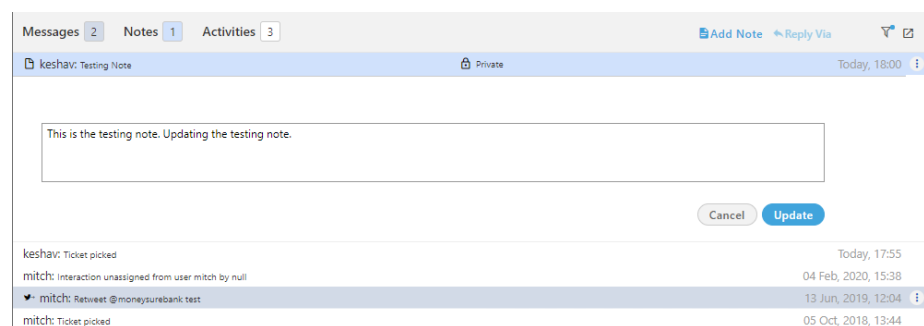 Messages 2 Notes 1 Activities 3 Add Note Reply Via
keshav: Testing Note Private Today, 18:00
This is the testing note. Updating the testing note.
Cancel Update
keshav: Ticket picked Today, 17:55
mitch: Interaction unassigned from user mitch by null 04 Feb, 2020, 15:38
mitch: Retweet @moneysurebank test 13 Jun, 2019, 12:04
mitch: Ticket picked 05 Oct, 2018, 13:44